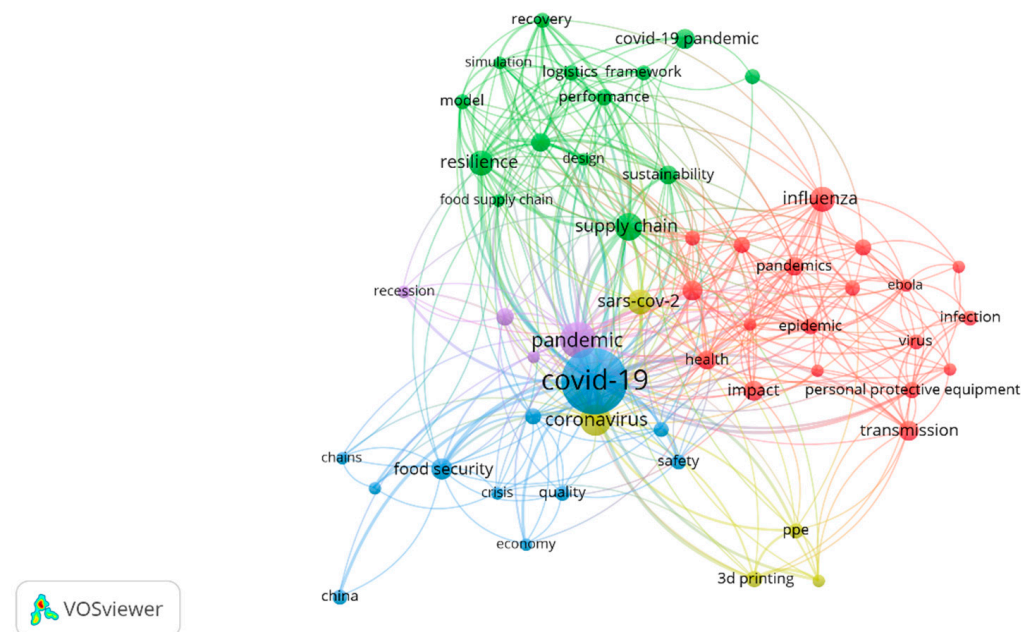 recovery
covid-19 pandemic
simulation
logistics
framework
model
performance
resilience
design
sustainability
food supply chain
influenza
supply chain
pandemics
recession
ebola
sars-cov-2
infection
epidemic
pandemic
virus
health
covid-19
impact
personal protective equipment
coronavirus
transmission
chains
food security
safety
crisis
quality
ppe
economy
3d printing
china
VOSviewer